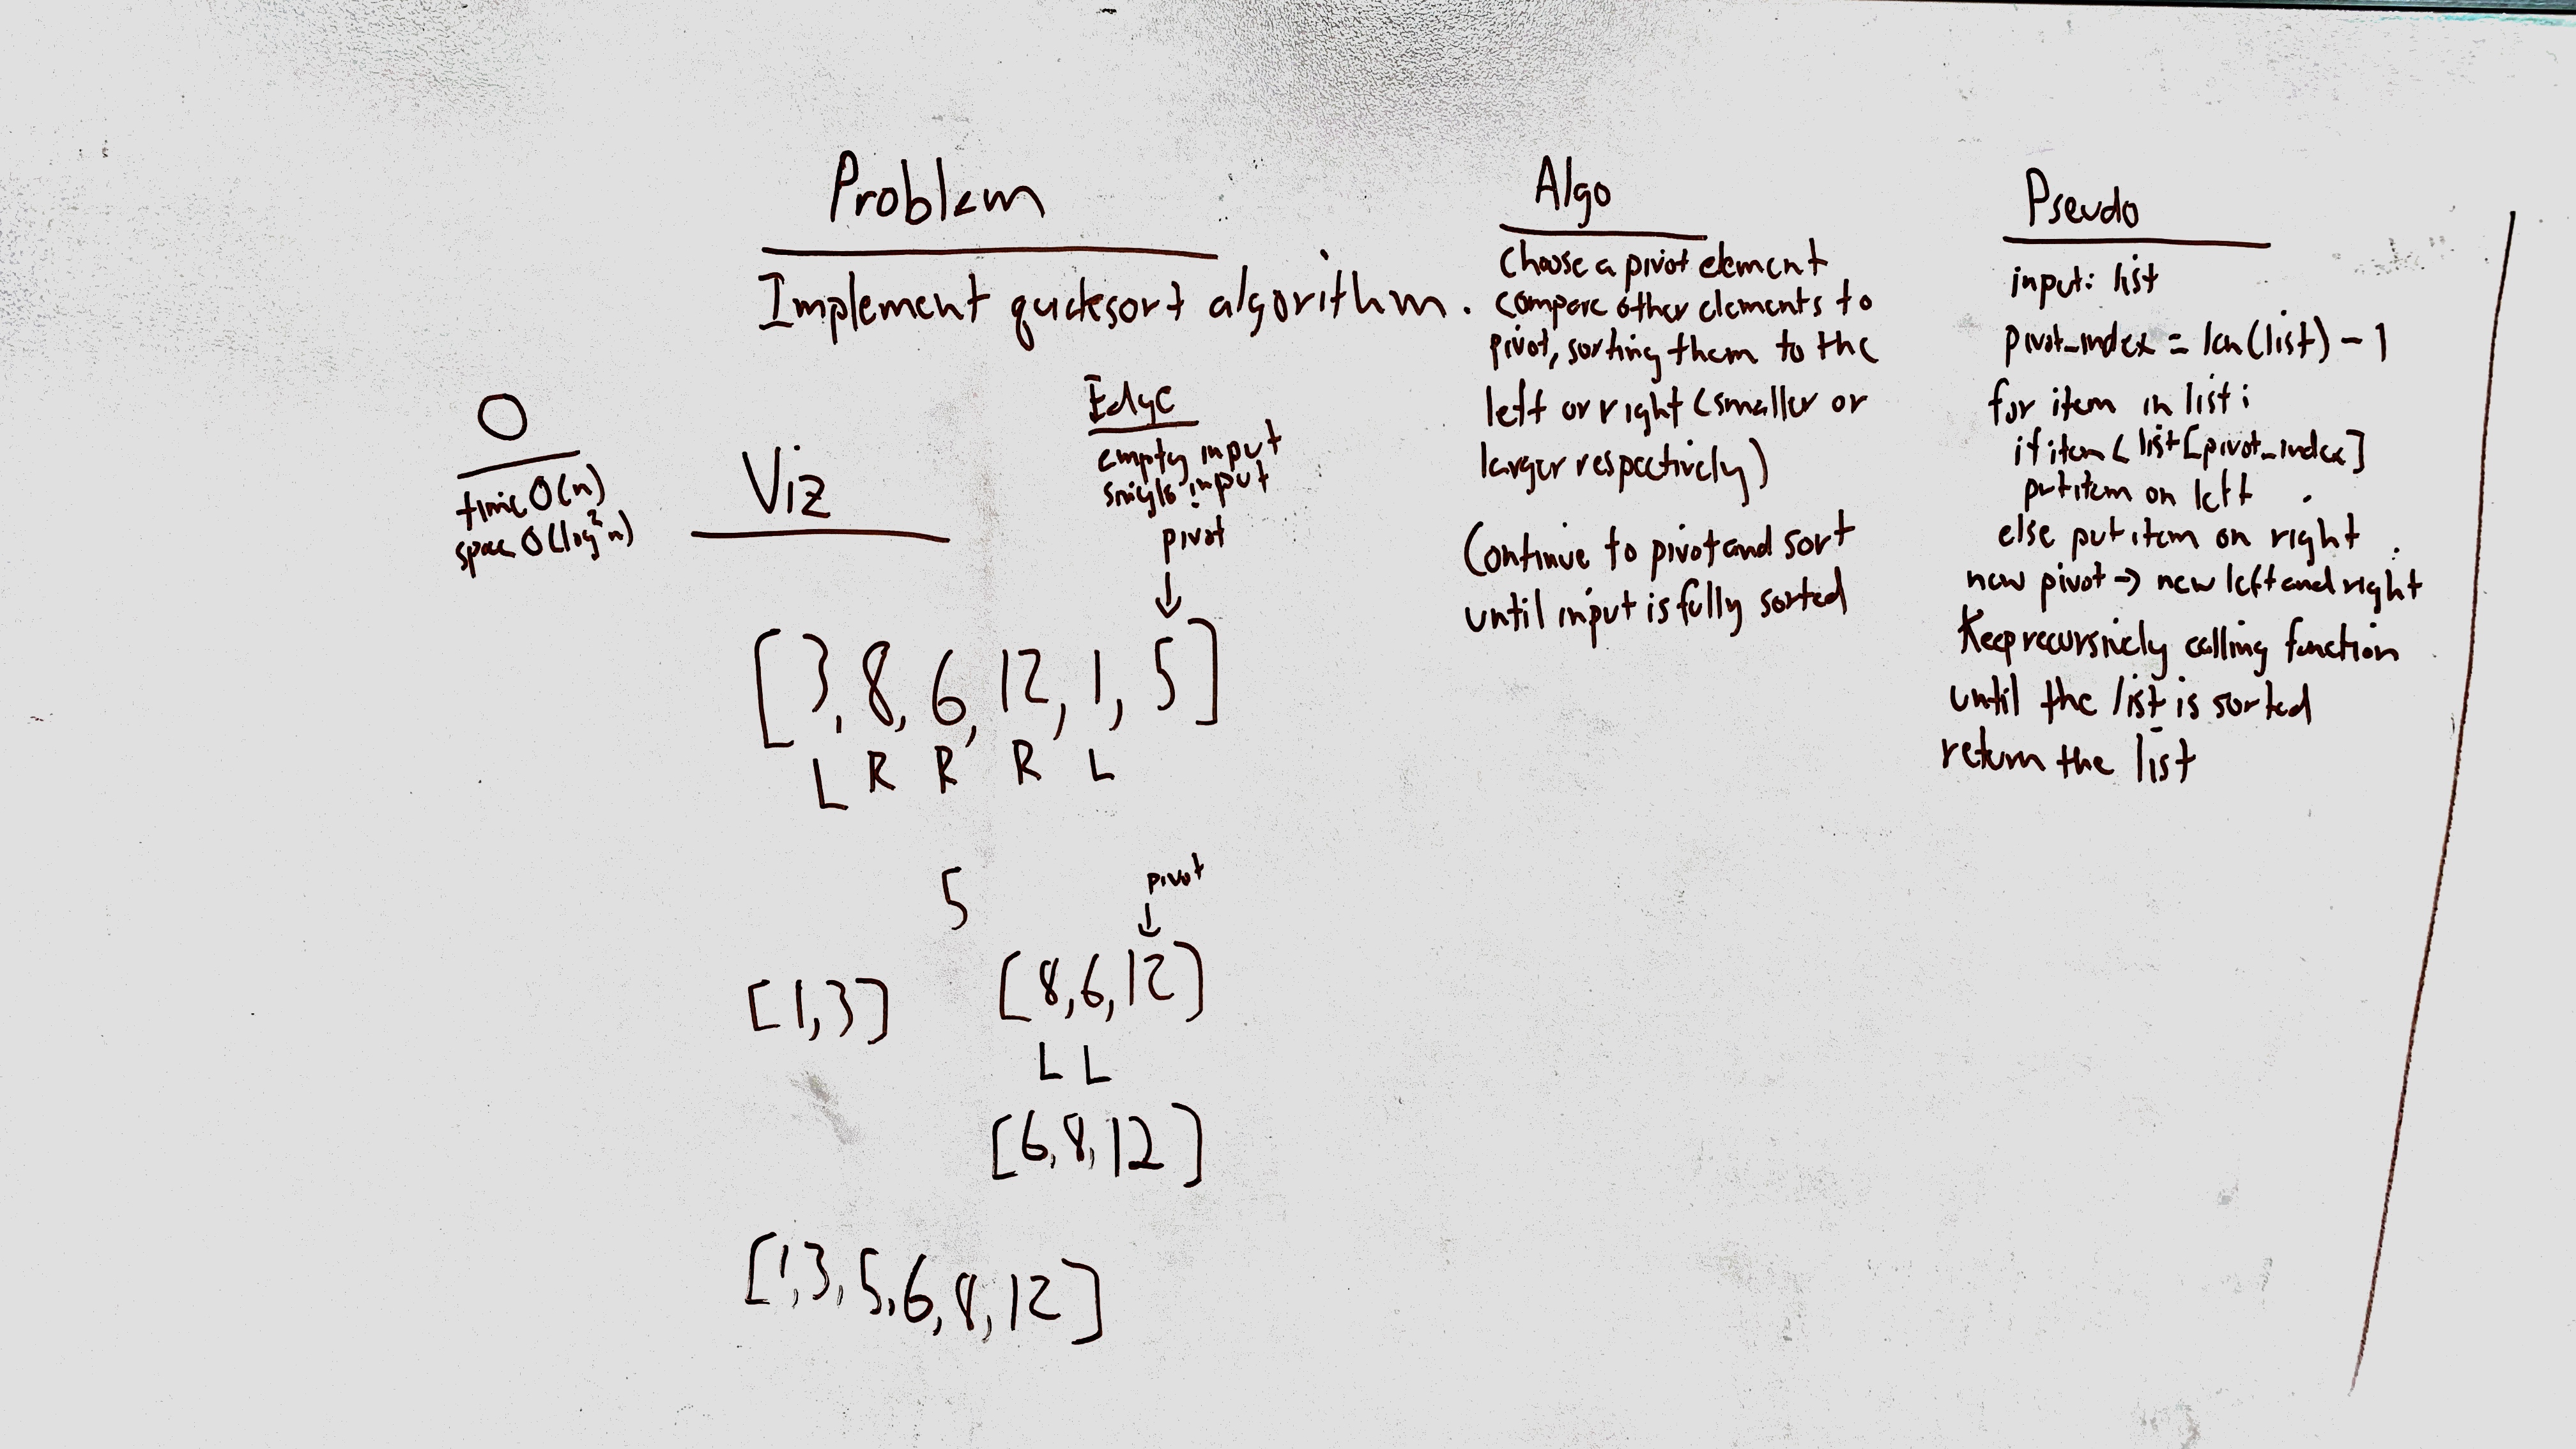 Problem
Implement quicksort algorithm.
O
time O(n)
space O(log² n)
Viz
Edge
empty input
snigle input
pivot
↓
[3, 8, 6, 12, 1, 5]
L R R R L
5
pivot
↓
[1,3]
[8,6,12]
L L
[6,8,12]
[1,3,5,6,8,12]
Algo
Choose a pivot element
compare other elements to
pivot, sorting them to the
left or right (smaller or
larger respectively)
Continue to pivot and sort
until input is fully sorted
Pseudo
input: list
pivot_index = len(list) - 1
for item in list:
if item < list[pivot_index]
put item on left
else put item on right
new pivot -> new left and right
Keep recursively calling function
until the list is sorted
return the list